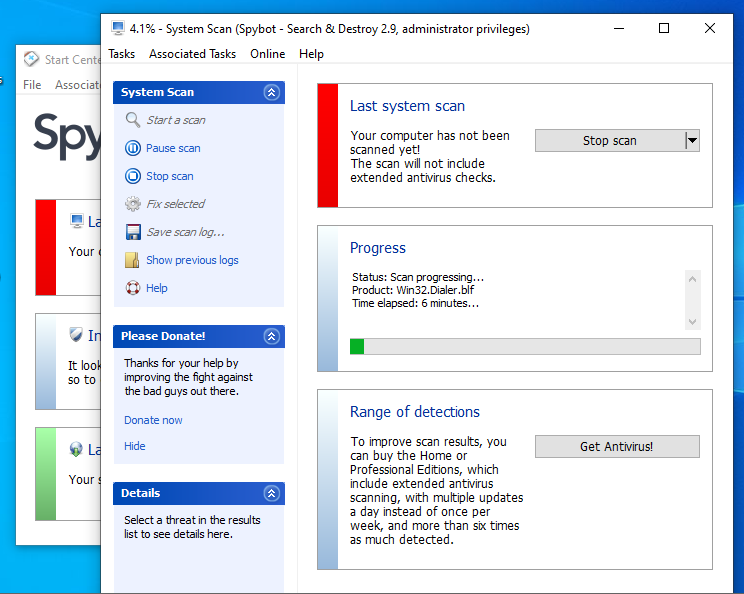 4.1% - System Scan (Spybot - Search & Destroy 2.9, administrator privileges)
Tasks Associated Tasks Online Help
Start Cente
File Associat
Spy
La
Your c
In
It look
so to
La
Your s
System Scan
Start a scan
Pause scan
Stop scan
Fix selected
Save scan log...
Show previous logs
Help
Please Donate!
Thanks for your help by
improving the fight against
the bad guys out there.
Donate now
Hide
Details
Select a threat in the results
list to see details here.
Last system scan
Your computer has not been
scanned yet!
The scan will not include
extended antivirus checks.
Stop scan
Progress
Status: Scan progressing...
Product: Win32.Dialer.blf
Time elapsed: 6 minutes...
Range of detections
To improve scan results, you
can buy the Home or
Professional Editions, which
include extended antivirus
scanning, with multiple updates
a day instead of once per
week, and more than six times
as much detected.
Get Antivirus!